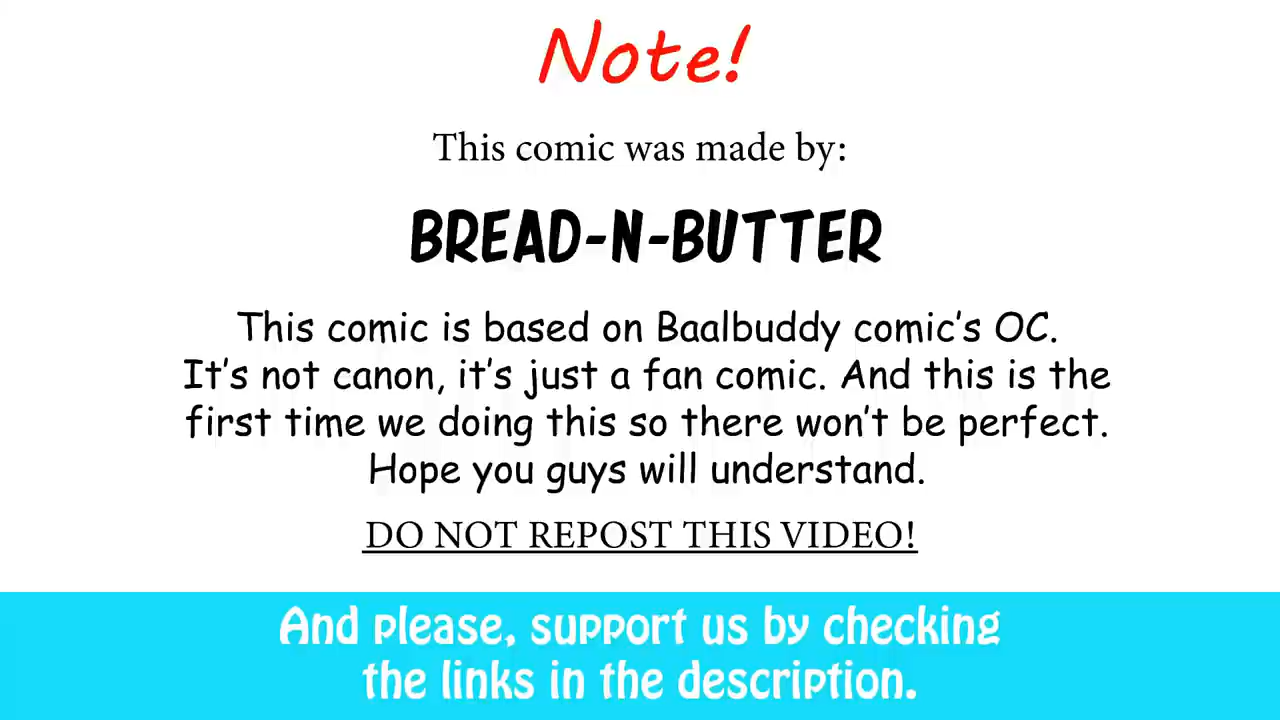 Note!
This comic was made by:
BREAD-N-BUTTER
This comic is based on Baalbuddy comic's OC.
It's not canon, it's just a fan comic. And this is the
first time we doing this so there won't be perfect.
Hope you guys will understand.
DO NOT REPOST THIS VIDEO!
And please, support us by checking
the links in the description.